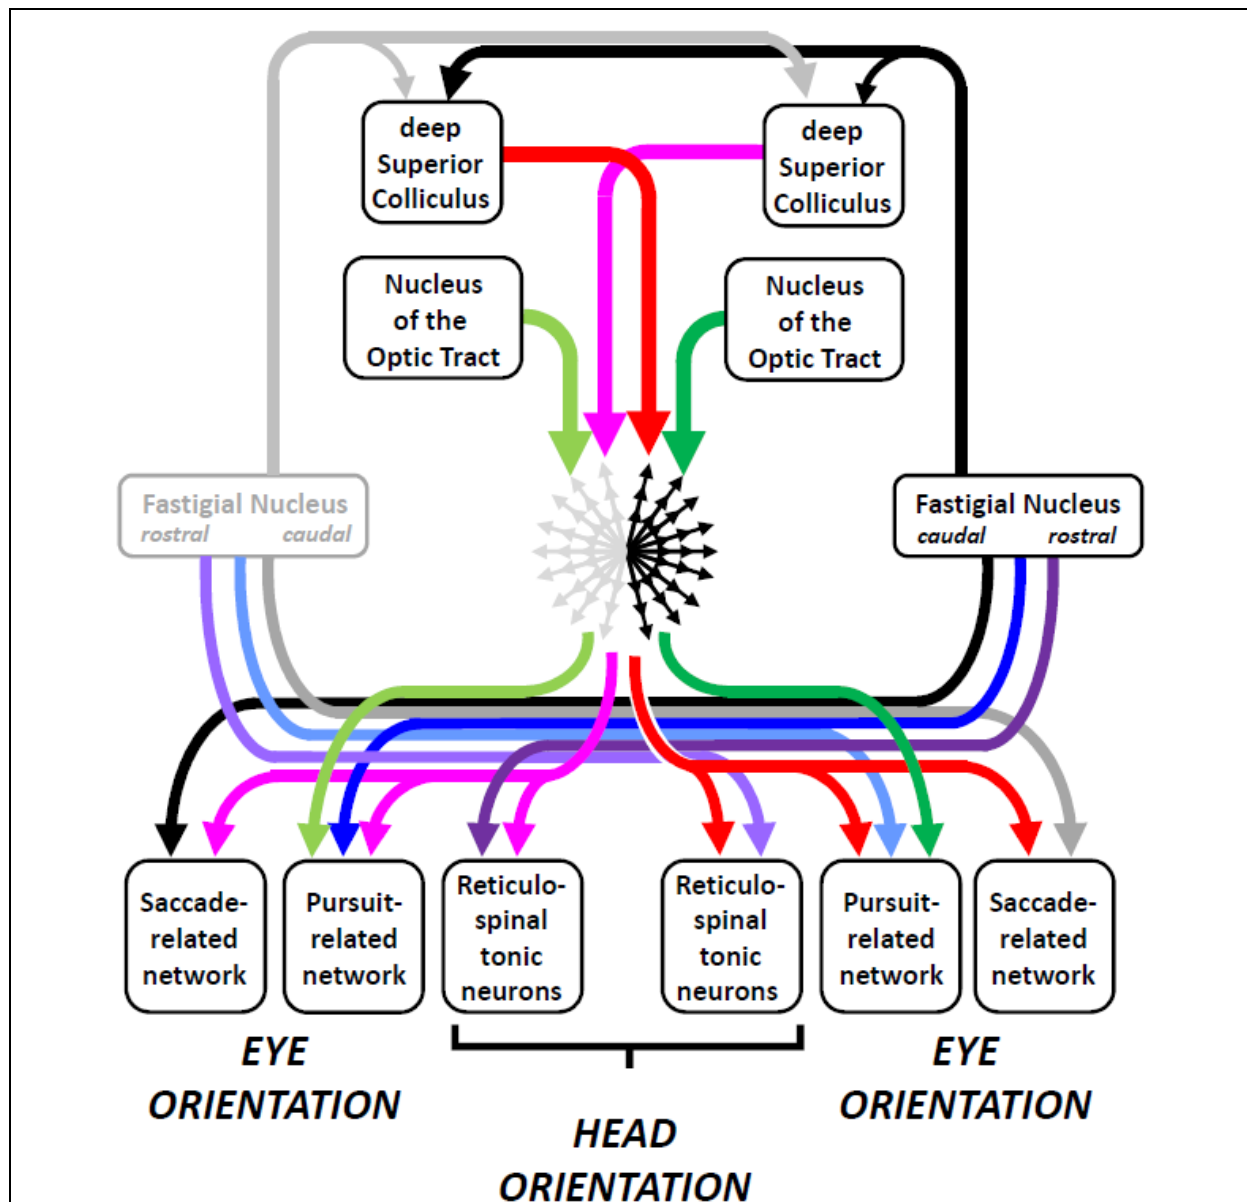 deep
Superior
Colliculus
deep
Superior
Colliculus
Nucleus
of the
Optic Tract
Nucleus
of the
Optic Tract
Fastigial Nucleus
rostral caudal
Fastigial Nucleus
caudal rostral
Saccade-
related
network
Pursuit-
related
network
Reticulo-
spinal
tonic
neurons
Reticulo-
spinal
tonic
neurons
Pursuit-
related
network
Saccade-
related
network
EYE
ORIENTATION
HEAD
ORIENTATION
EYE
ORIENTATION